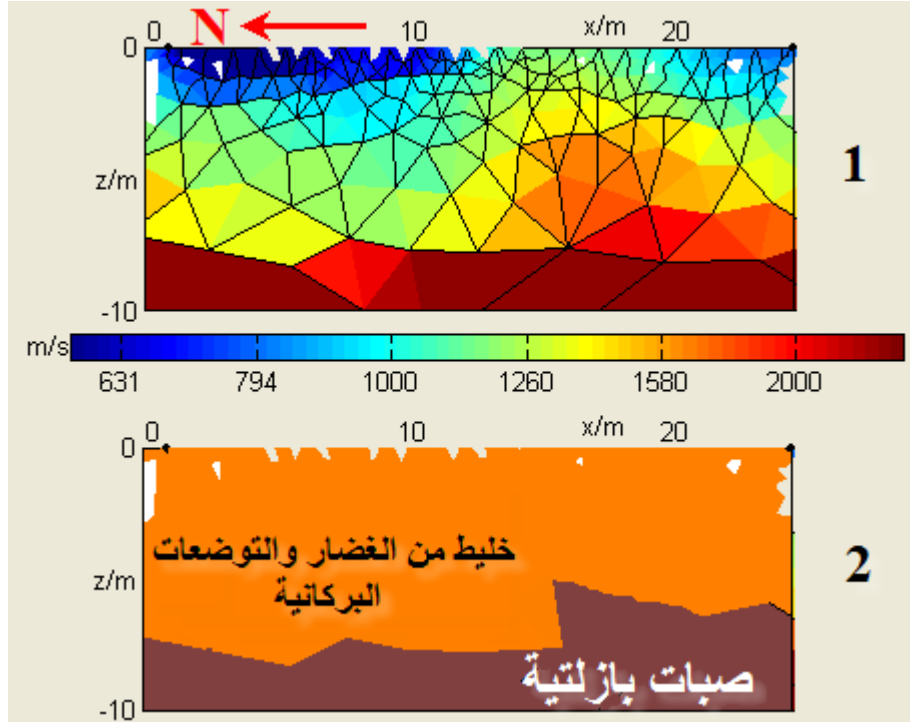 0 N 10 x/m 20
0
z/m
1
-10
m/s
631 794 1000 1260 1580 2000
0 10 x/m 20
0
خليط من الغضار والتوضعات
البركانية
z/m
2
صبات بازلتية
-10